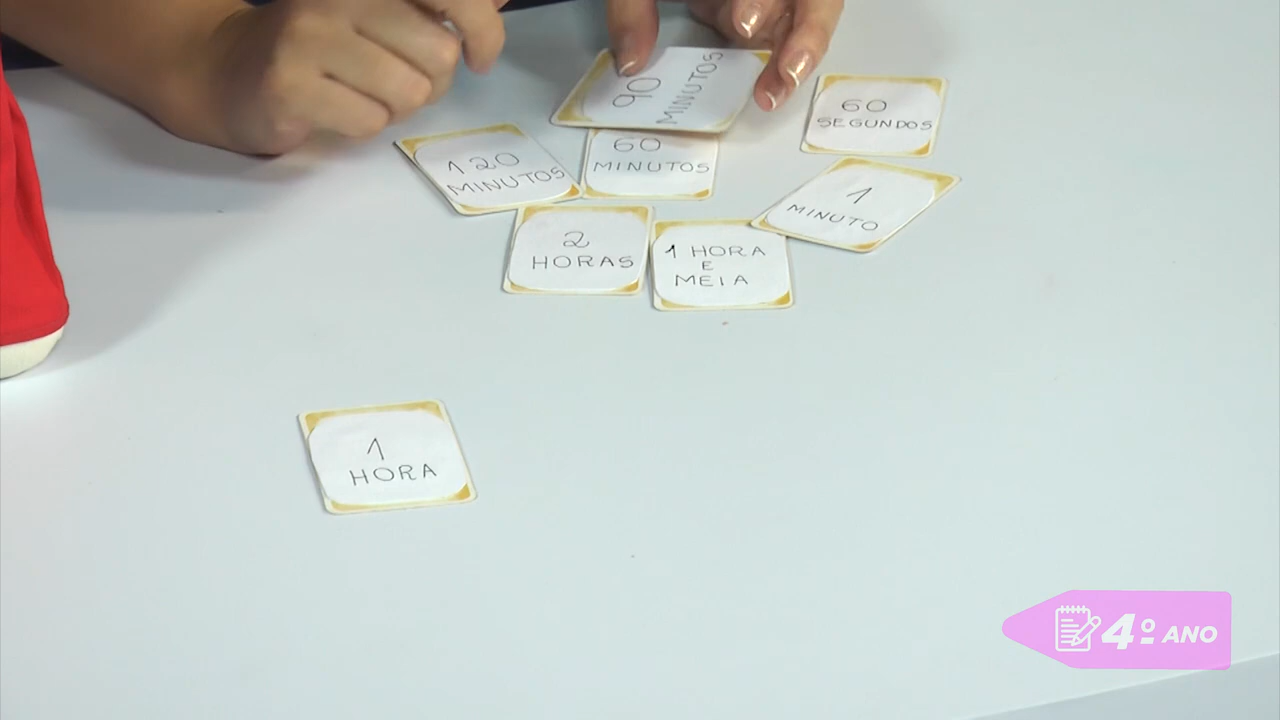 90
MINUTOS
60
SEGUNDOS
120
MINUTOS
60
MINUTOS
1
MINUTO
2
HORAS
1 HORA
E
MEIA
1
HORA
4º ANO